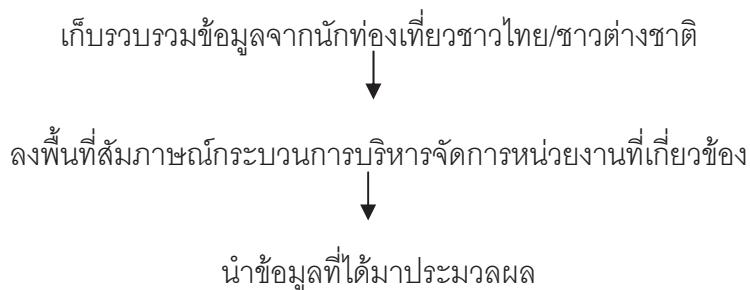 เก็บรวบรวมข้อมูลจากนักท่องเที่ยวชาวไทย/ชาวต่างชาติ
ลงพื้นที่สัมภาษณ์กระบวนการบริหารจัดการหน่วยงานที่เกี่ยวข้อง
นำข้อมูลที่ได้มาประมวลผล